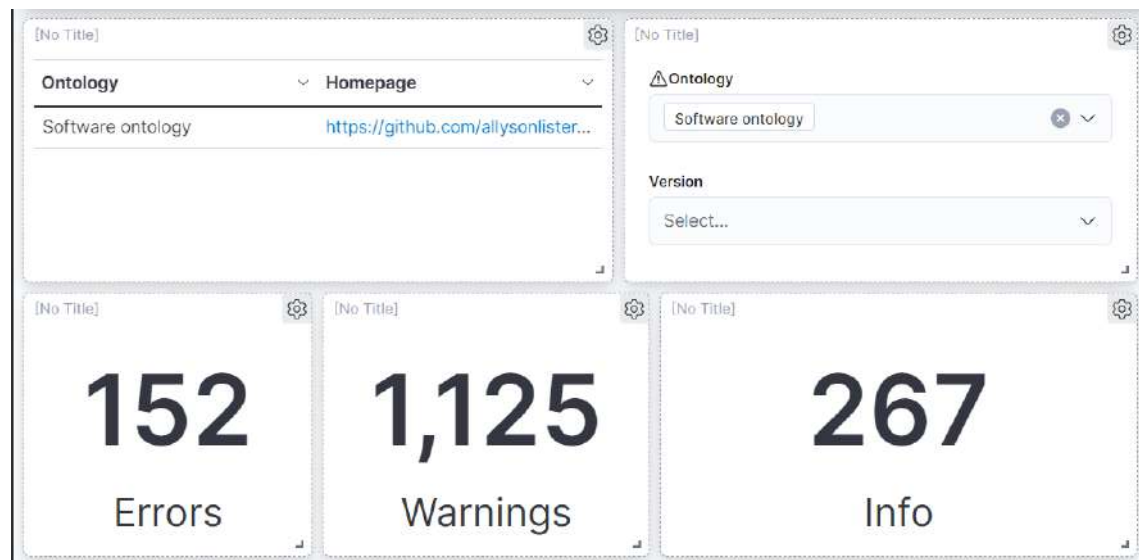 [No Title]
Ontology Homepage
Software ontology https://github.com/allysonlister...
[No Title]
Ontology
Software ontology
Version
Select...
[No Title]
152
Errors
[No Title]
1,125
Warnings
[No Title]
267
Info